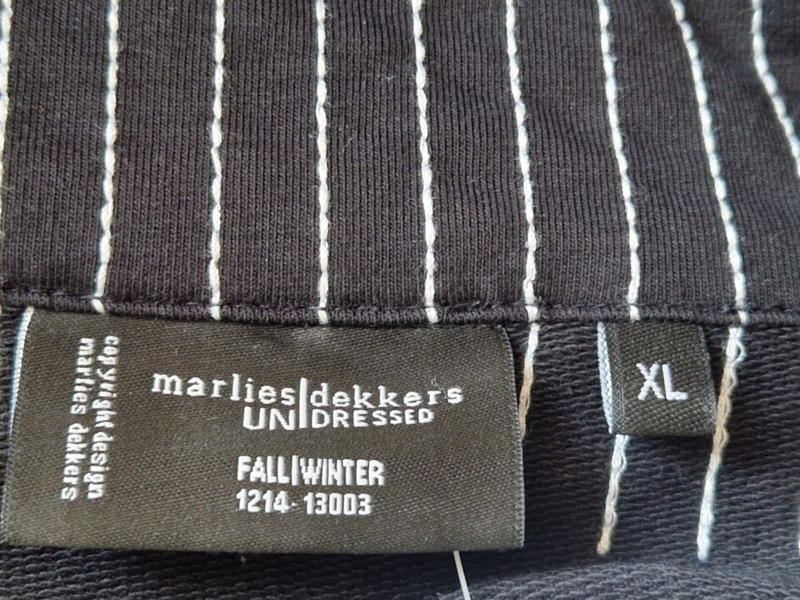 marlies|dekkers
UN|DRESSED
FALL|WINTER
1214-13003
copyright design
marlies dekkers
XL